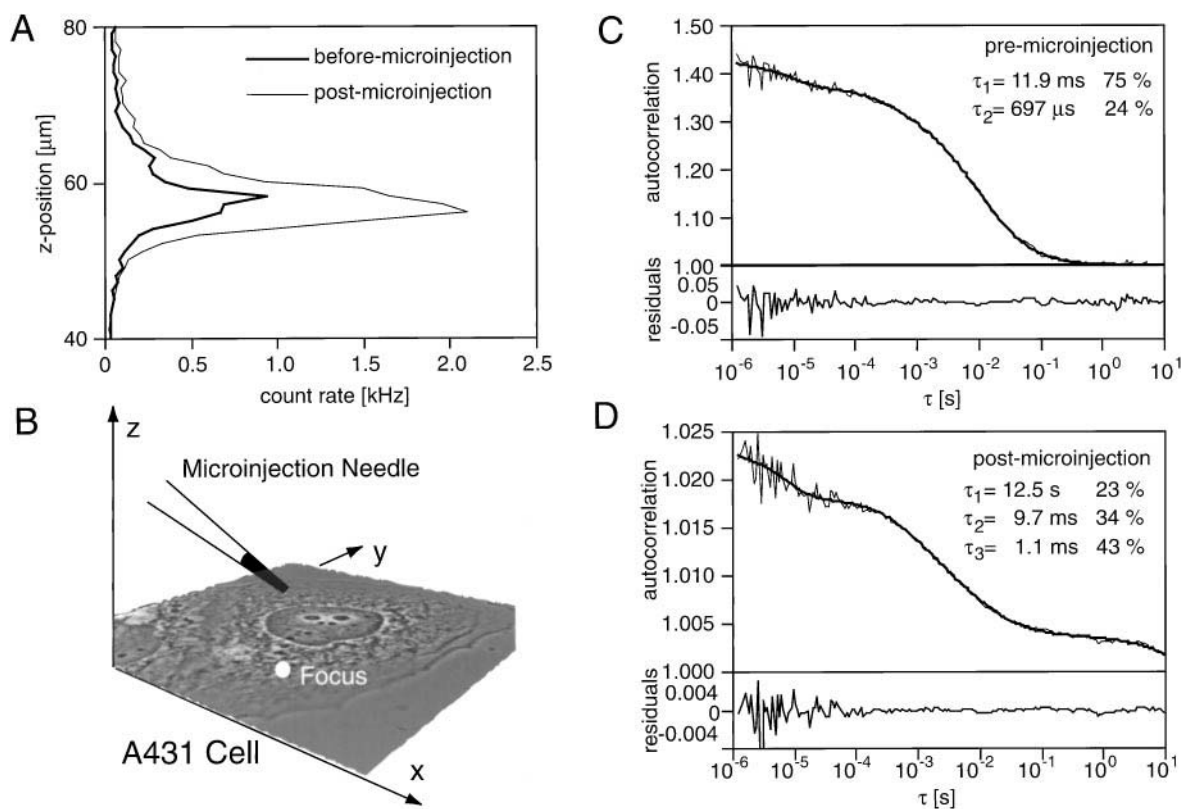 A
80
60
40
z-position [μm]
before-microinjection
post-microinjection
0 0.5 1.0 1.5 2.0 2.5
count rate [kHz]
B
z
Microinjection Needle
y
Focus
A431 Cell
x
C
pre-microinjection
τ1= 11.9 ms 75 %
τ2= 697 μs 24 %
autocorrelation
1.40
1.30
1.20
1.10
1.00
residuals
0.05
0
-0.05
10-6 10-5 10-4 10-3 10-2 10-1 100 101
τ [s]
D
1.025
post-microinjection
τ1= 12.5 s 23 %
τ2= 9.7 ms 34 %
τ3= 1.1 ms 43 %
autocorrelation
1.020
1.015
1.010
1.005
1.000
residuals
0.004
0
-0.004
10-6 10-5 10-4 10-3 10-2 10-1 100 101
τ [s]